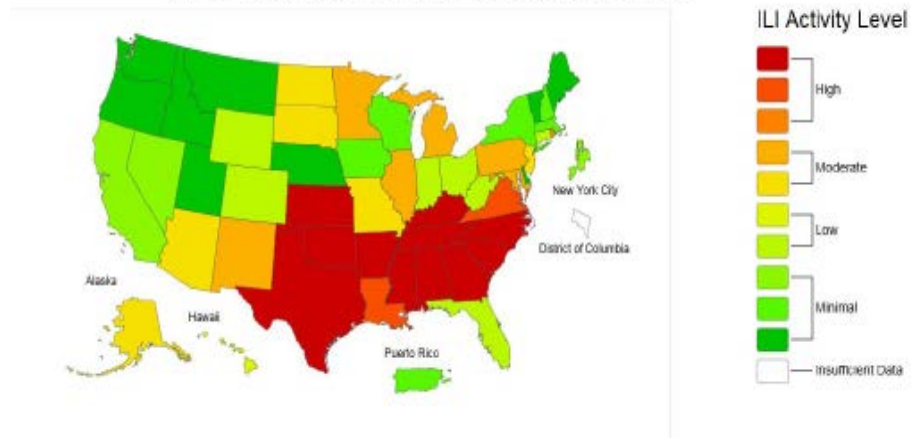 ILI Activity Level
High
Moderate
New York City
Low
District of Columbia
Alaska
Hawaii
Minimal
Puerto Rico
Insufficient Data